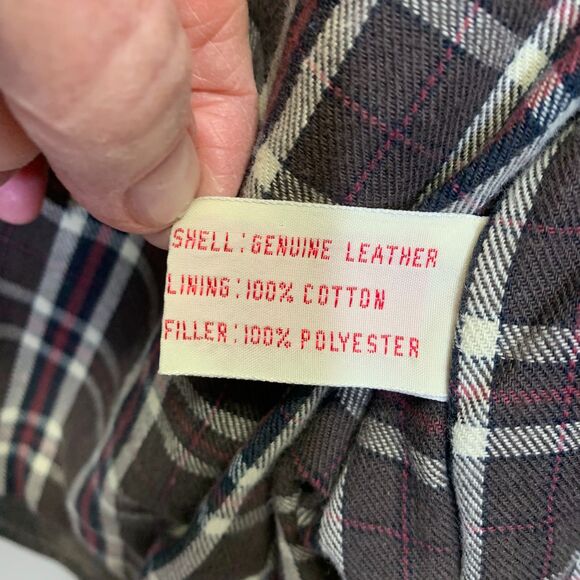 SHELL: GENUINE LEATHER
LINING: 100% COTTON
FILLER: 100% POLYESTER